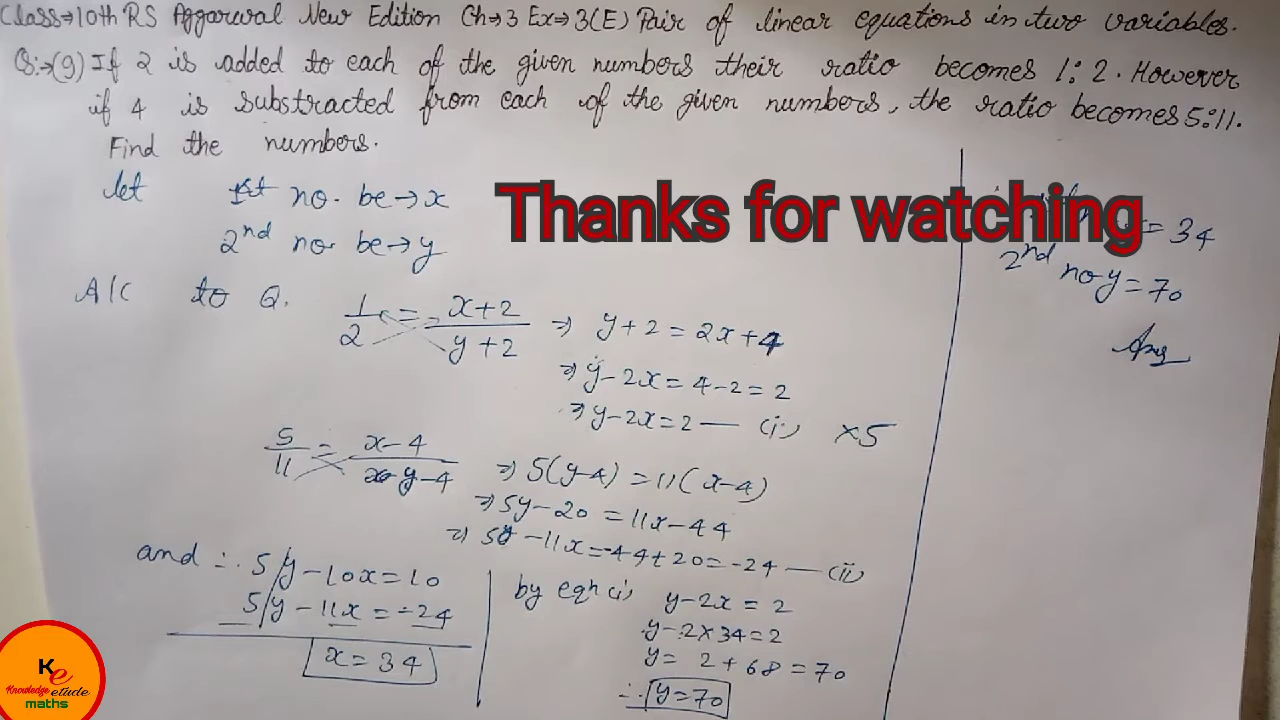 Class→10th RS Aggarwal New Edition Ch→3 Ex→3(E) Pair of linear equations in two variables.
Q:→(9) If 2 is added to each of the given numbers their ratio becomes 1:2. However
if 4 is substracted from each of the given numbers, the ratio becomes 5:11.
Find the numbers.
let 1st no. be→x
2nd no be→y
A/C to Q. 1/2 = x+2/y+2 ⇒ y+2 = 2x+4
⇒ y-2x = 4-2 = 2
⇒ y-2x = 2 — (i) ×5
5/11 = x-4/y-4 ⇒ 5(y-4) = 11(x-4)
⇒ 5y-20 = 11x-44
⇒ 5y-11x = -44+20 = -24 — (ii)
and ∴ 5y-10x = 10
5y-11x = -24
x = 34
by eqn (i) y-2x = 2
y-2×34 = 2
y = 2+68 = 70
∴ y = 70
Thanks for watching
= 34
2nd no y = 70
Ans
Ke
Knowledge etude
maths